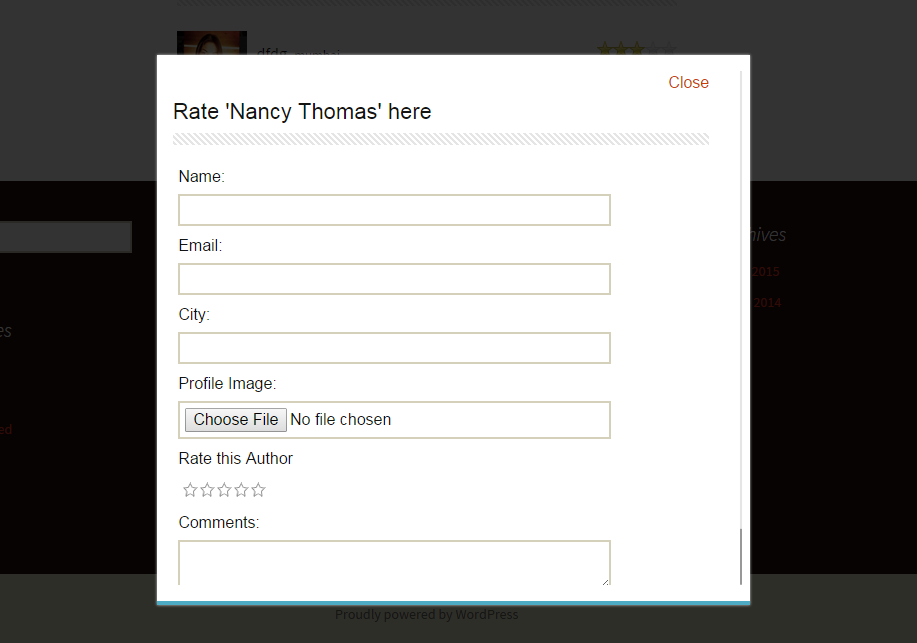 dfdg mumbai
Close
Rate 'Nancy Thomas' here
Name:
Email:
City:
Profile Image:
Choose File No file chosen
Rate this Author
Comments:
hives
2015
2014
es
ed
Proudly powered by WordPress